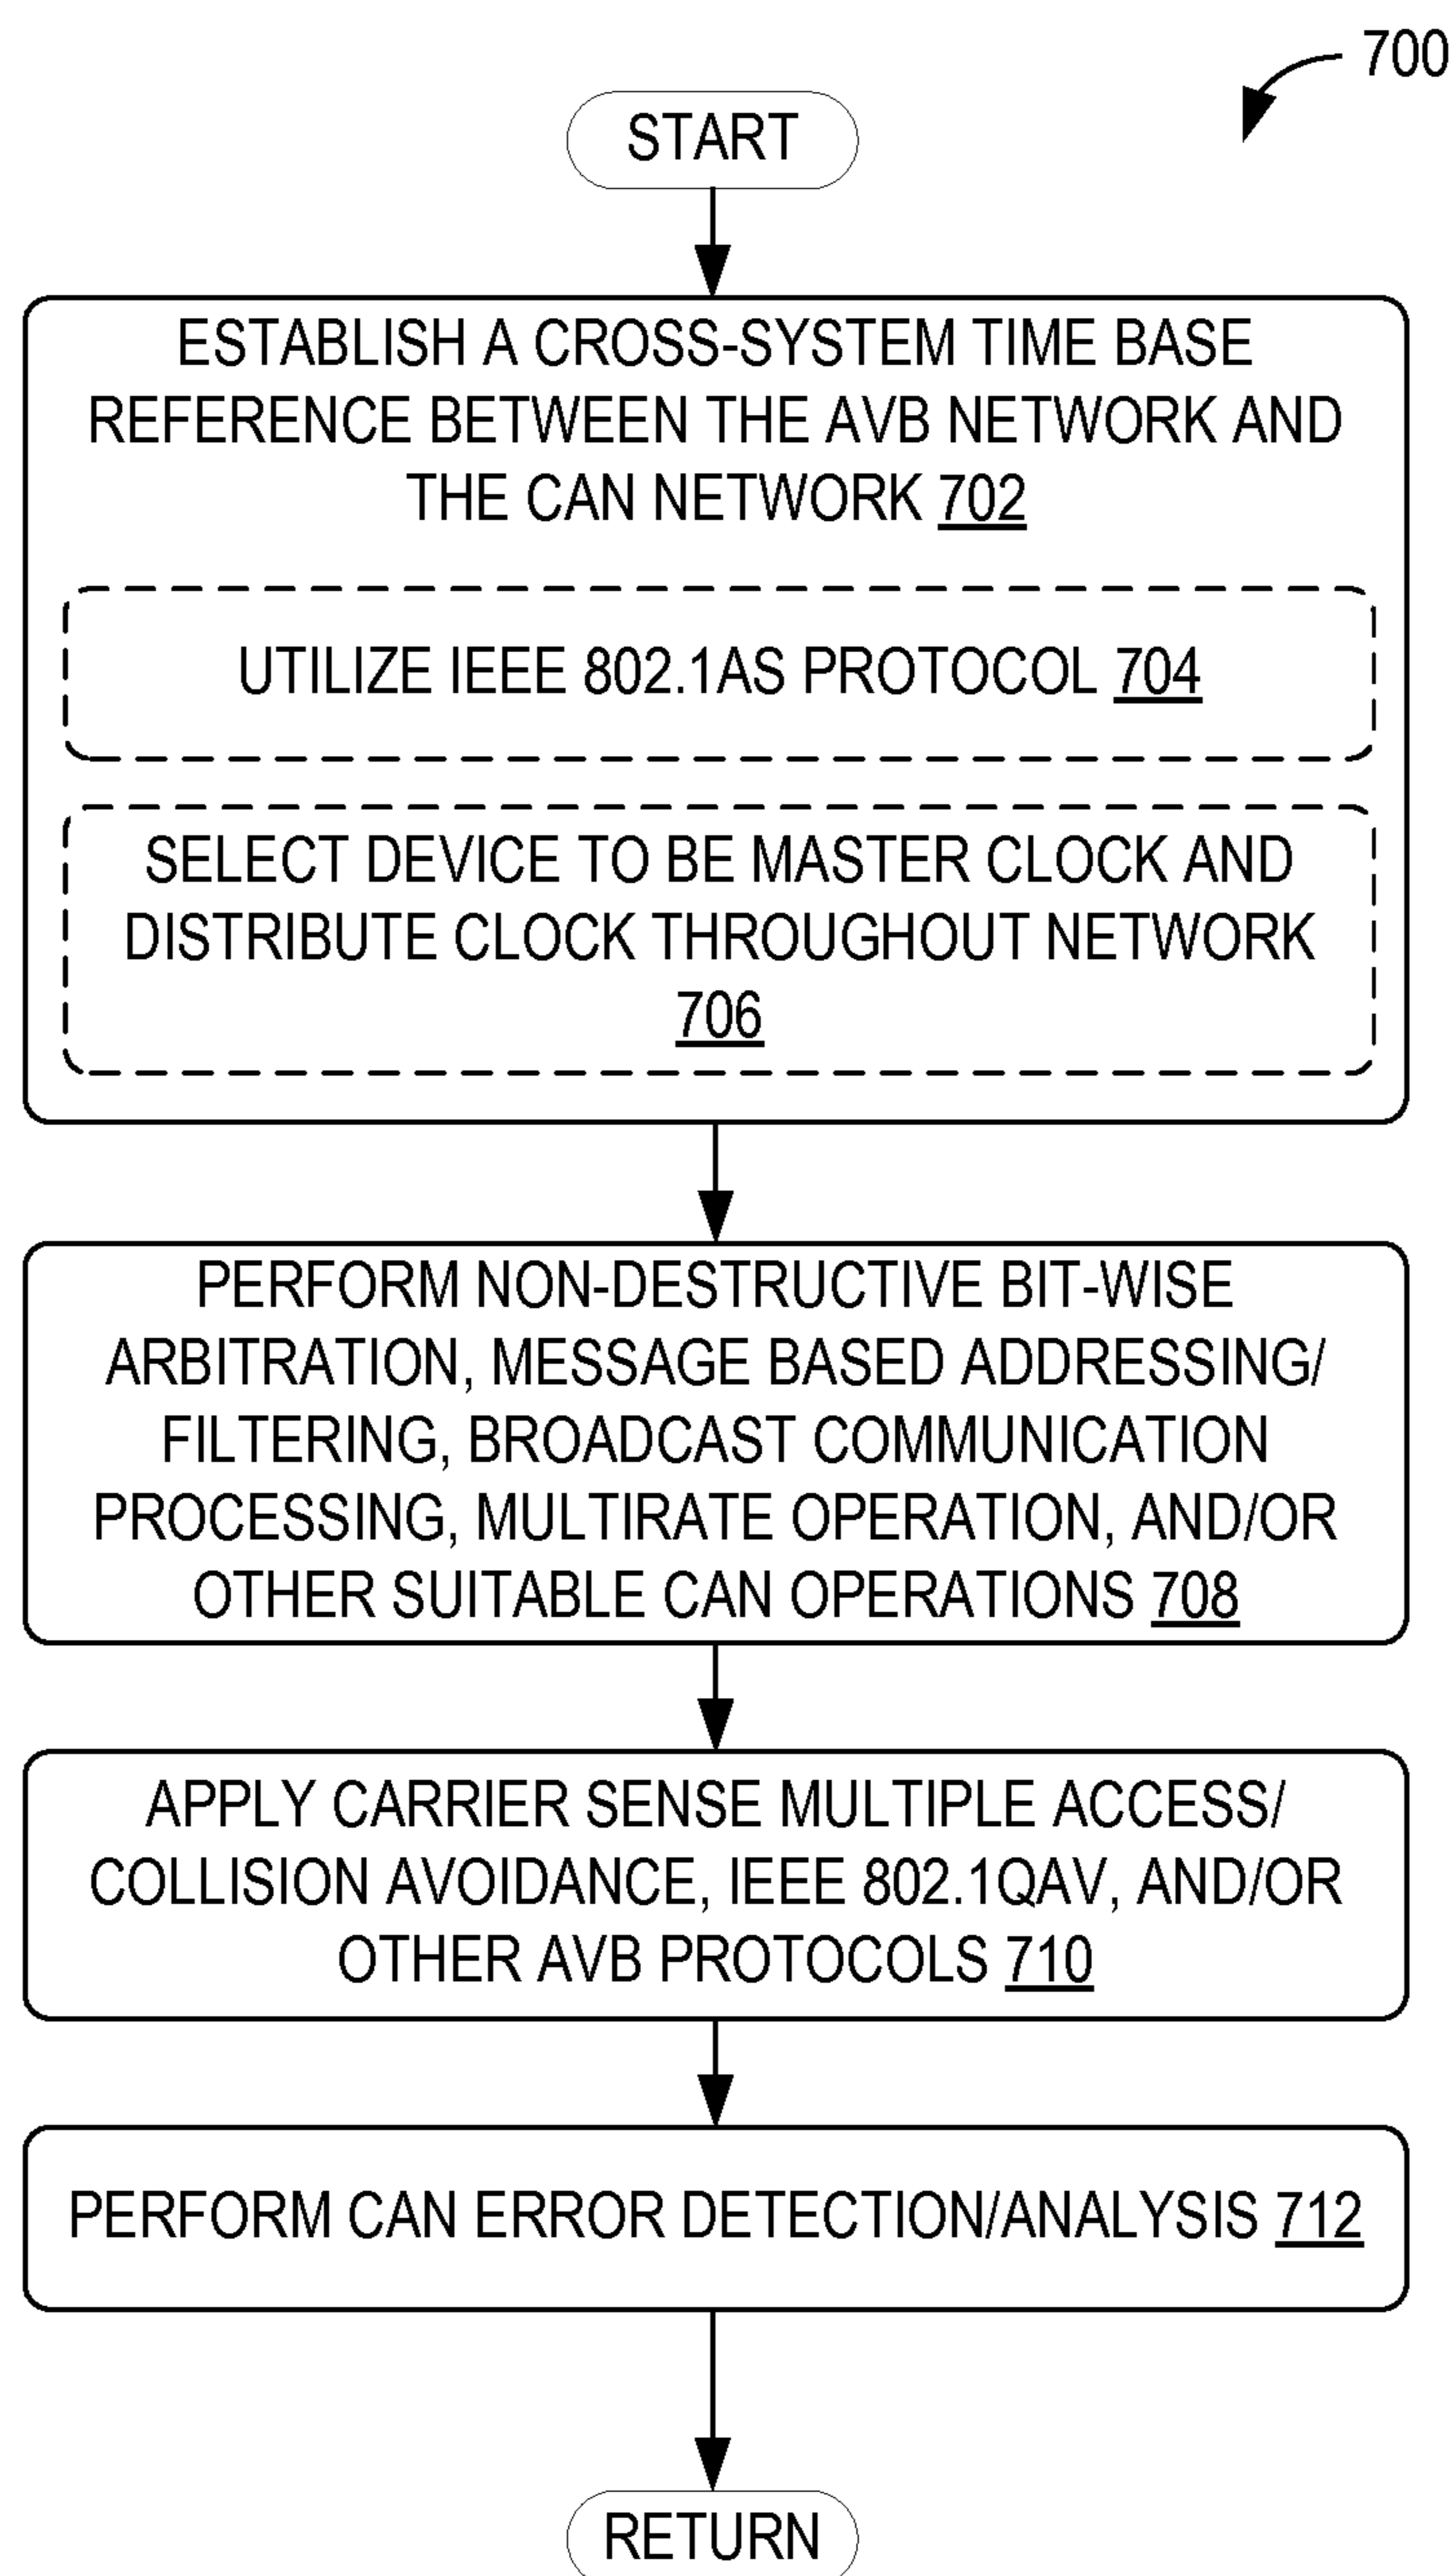 700
START
ESTABLISH A CROSS-SYSTEM TIME BASE
REFERENCE BETWEEN THE AVB NETWORK AND
THE CAN NETWORK 702
UTILIZE IEEE 802.1AS PROTOCOL 704
SELECT DEVICE TO BE MASTER CLOCK AND
DISTRIBUTE CLOCK THROUGHOUT NETWORK
706
PERFORM NON-DESTRUCTIVE BIT-WISE
ARBITRATION, MESSAGE BASED ADDRESSING/
FILTERING, BROADCAST COMMUNICATION
PROCESSING, MULTIRATE OPERATION, AND/OR
OTHER SUITABLE CAN OPERATIONS 708
APPLY CARRIER SENSE MULTIPLE ACCESS/
COLLISION AVOIDANCE, IEEE 802.1QAV, AND/OR
OTHER AVB PROTOCOLS 710
PERFORM CAN ERROR DETECTION/ANALYSIS 712
RETURN